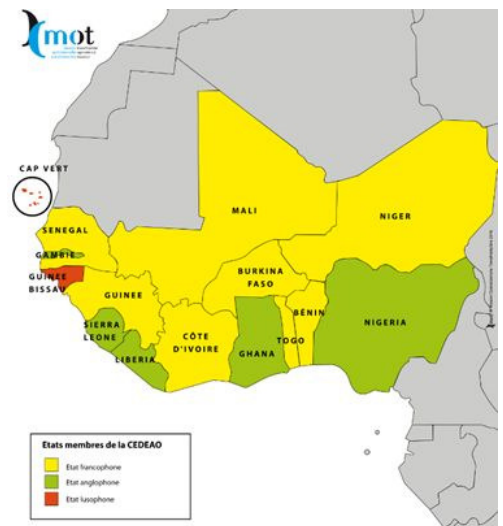 mot
CAP VERT
MALI
NIGER
SENEGAL
GAMBIE
GUINEE
BISSAU
BURKINA
FASO
GUINEE
BÉNIN
NIGERIA
SIERRA
LEONE
CÔTE
D'IVOIRE
TOGO
GHANA
LIBERIA
Etats membres de la CEDEAO
Etat francophone
Etat anglophone
Etat lusophone